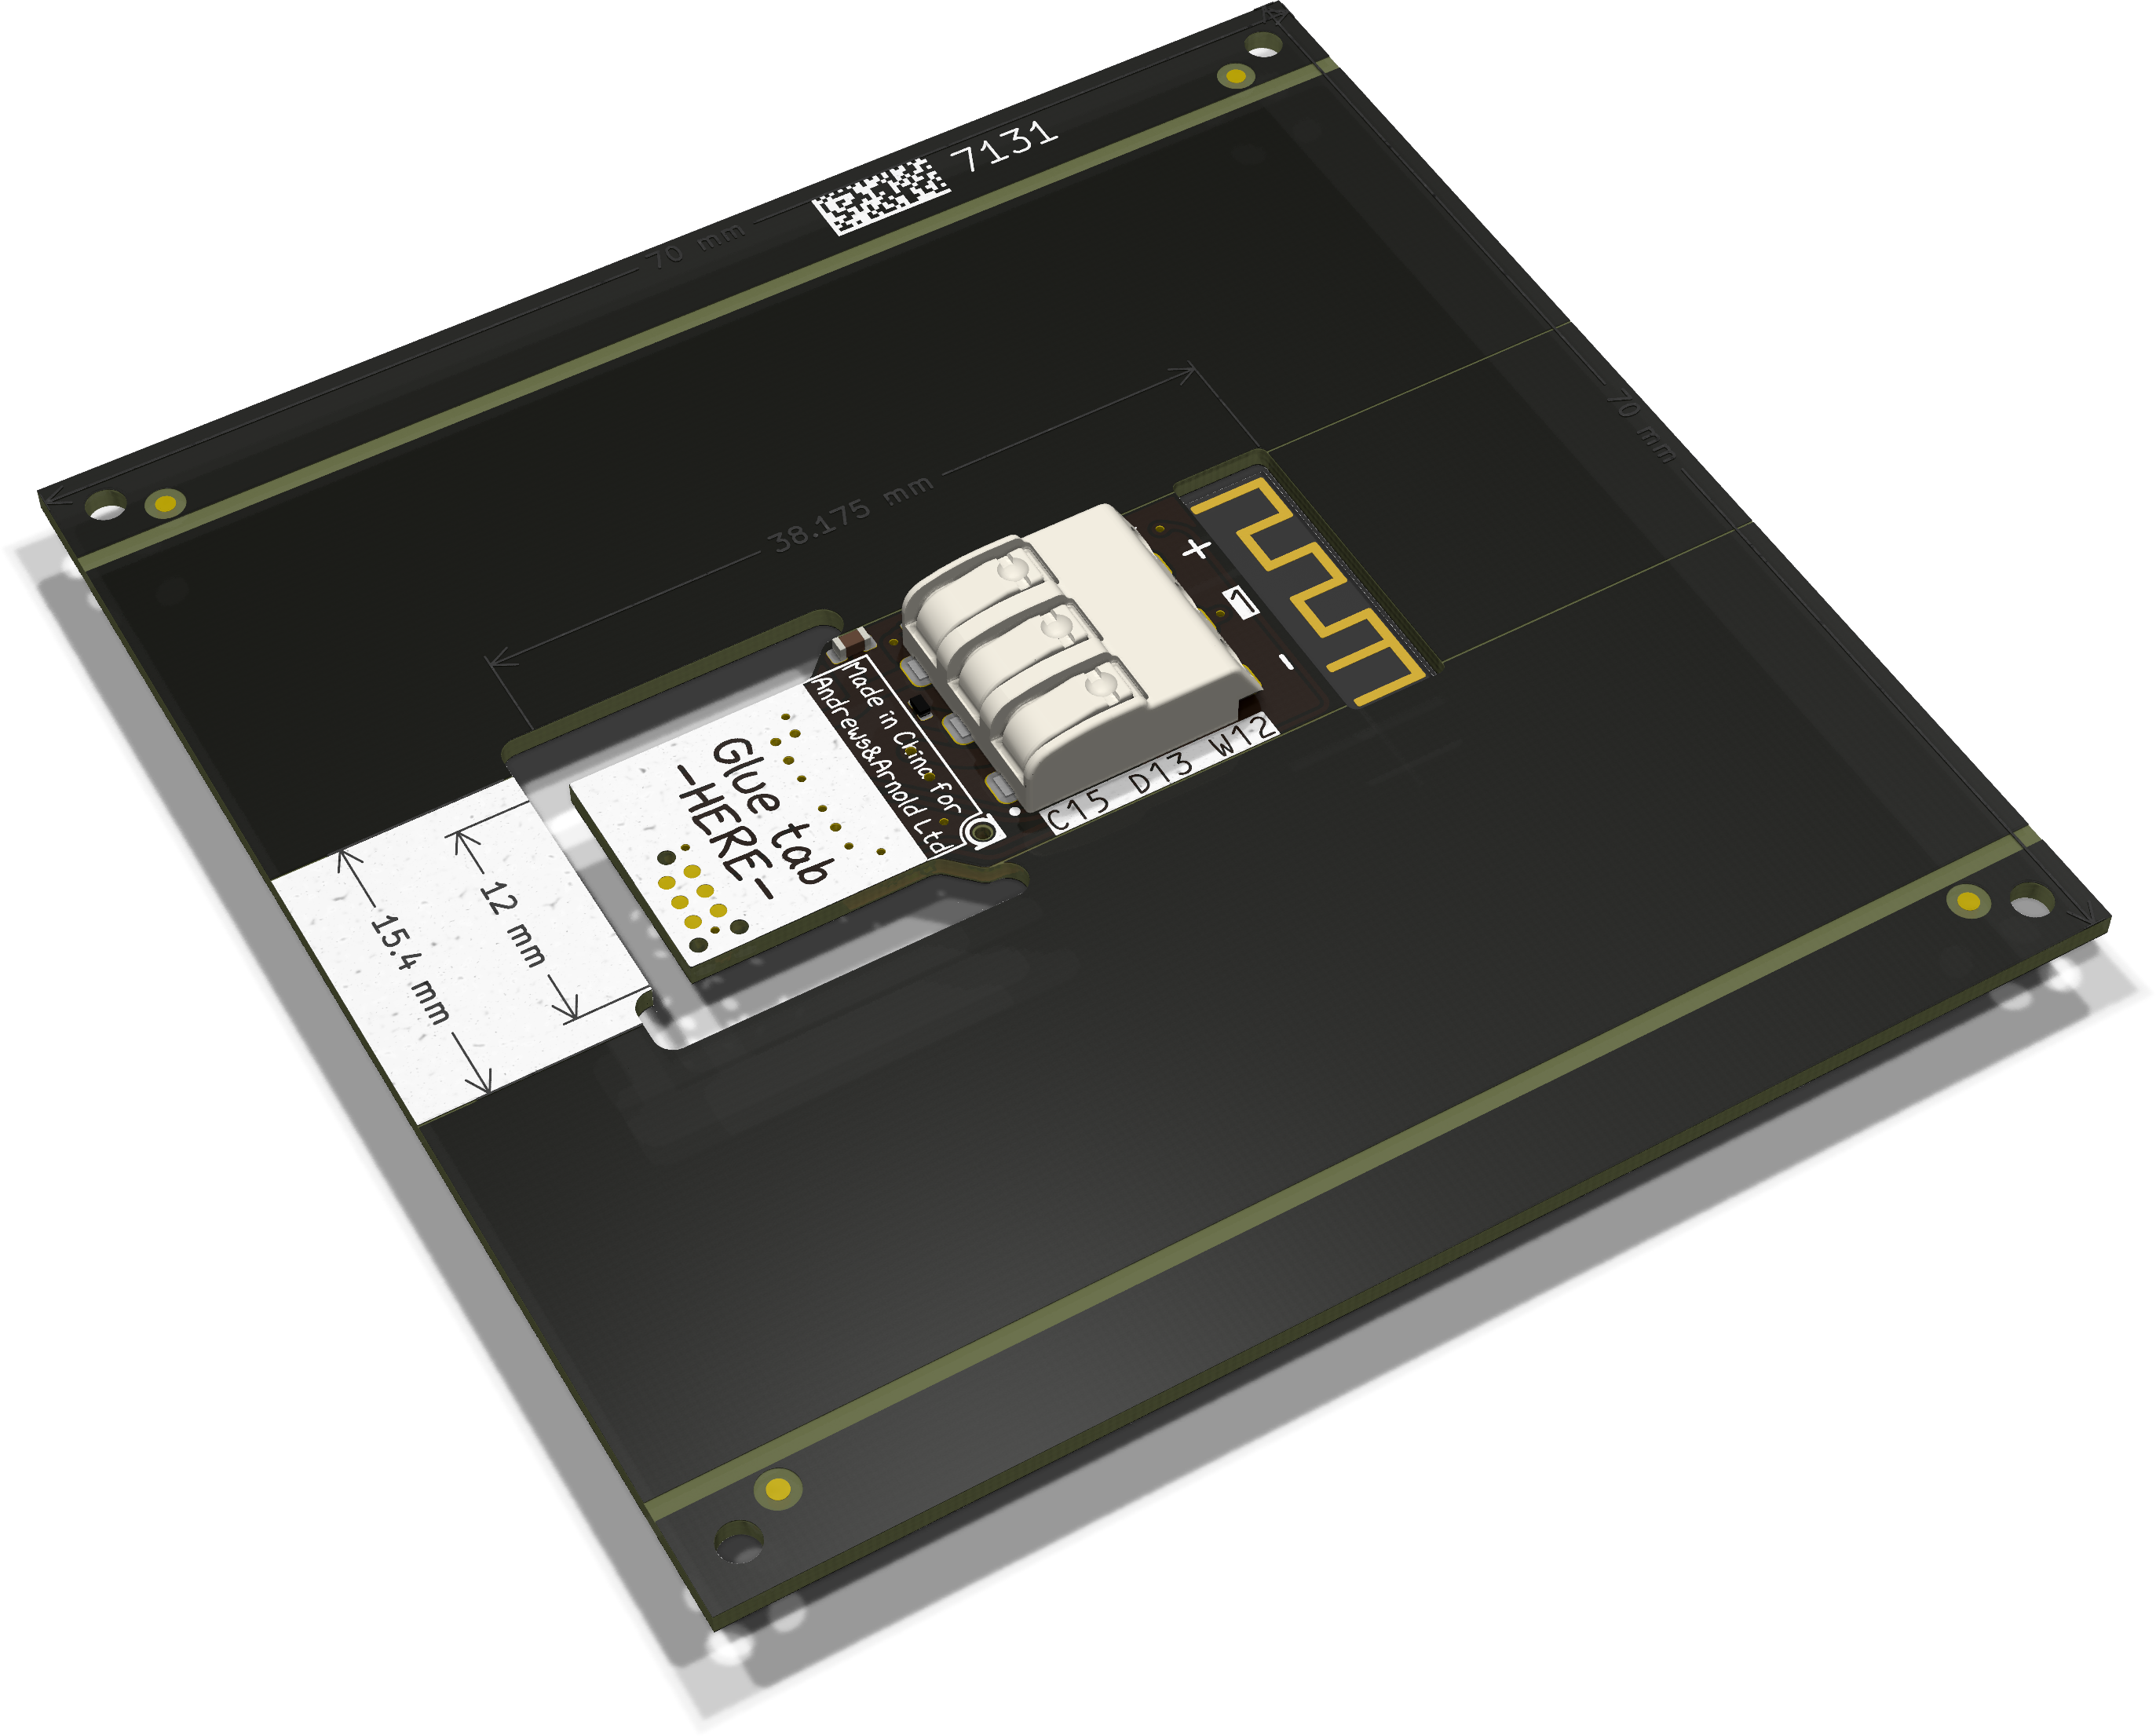 7131
70 mm
70 mm
38.175 mm
+
1
-
Made in China for
Andrews&Arnold Ltd
C15 D13 W12
Glue tab
-HERE-
12 mm
15.4 mm